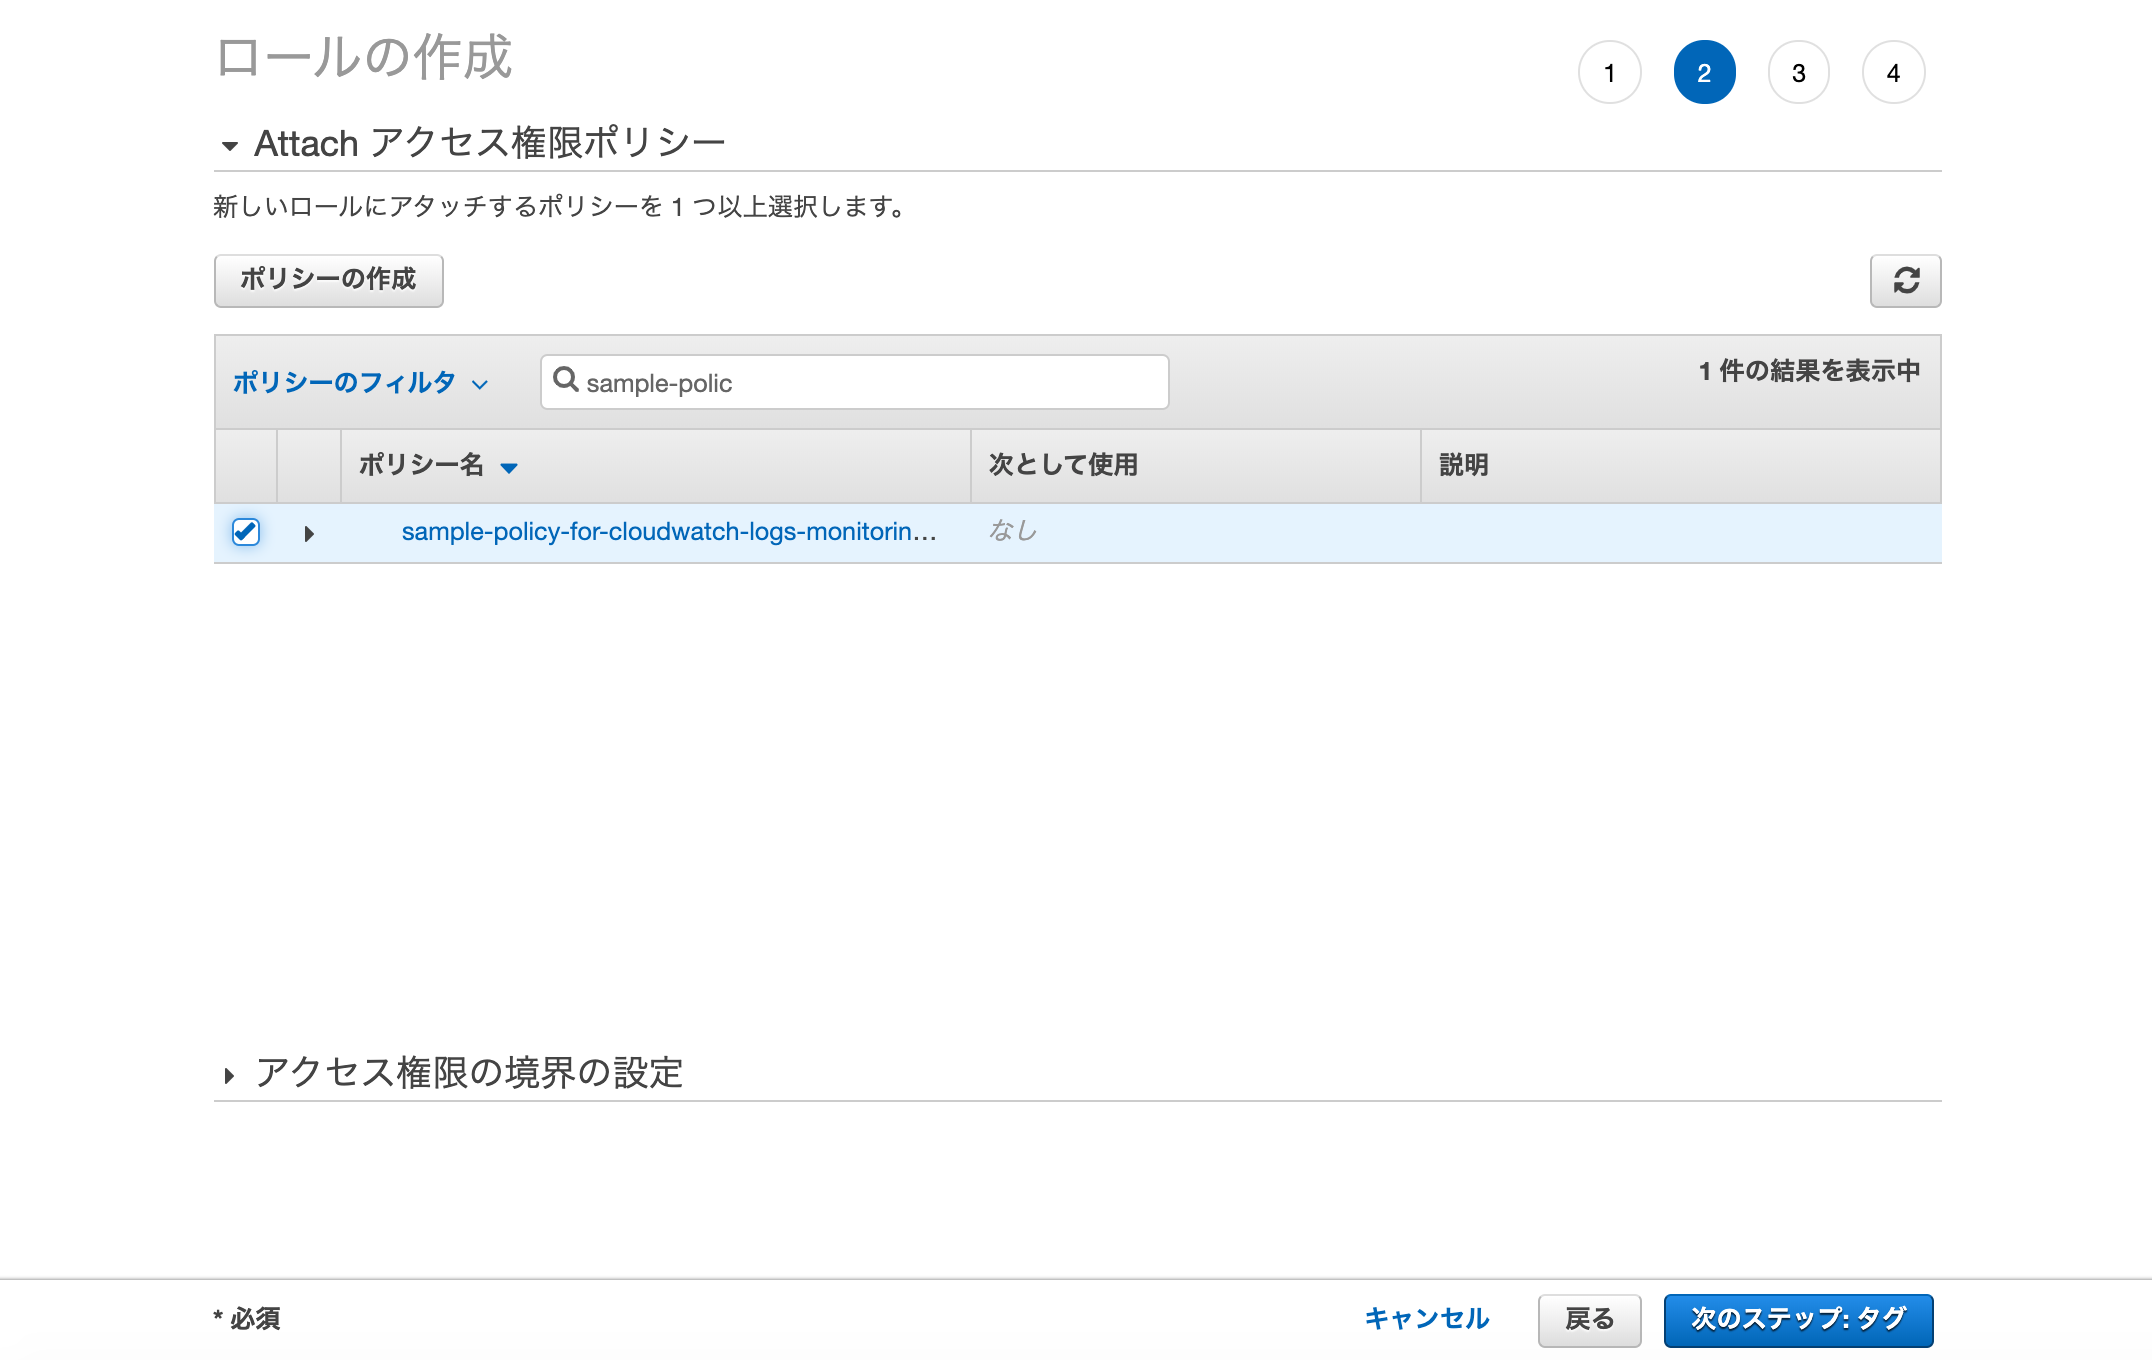 ロールの作成
1 2 3 4
Attach アクセス権限ポリシー
新しいロールにアタッチするポリシーを 1 つ以上選択します。
ポリシーの作成
ポリシーのフィルタ sample-polic 1 件の結果を表示中
ポリシー名 次として使用 説明
sample-policy-for-cloudwatch-logs-monitorin... なし
アクセス権限の境界の設定
* 必須 キャンセル 戻る 次のステップ: タグ